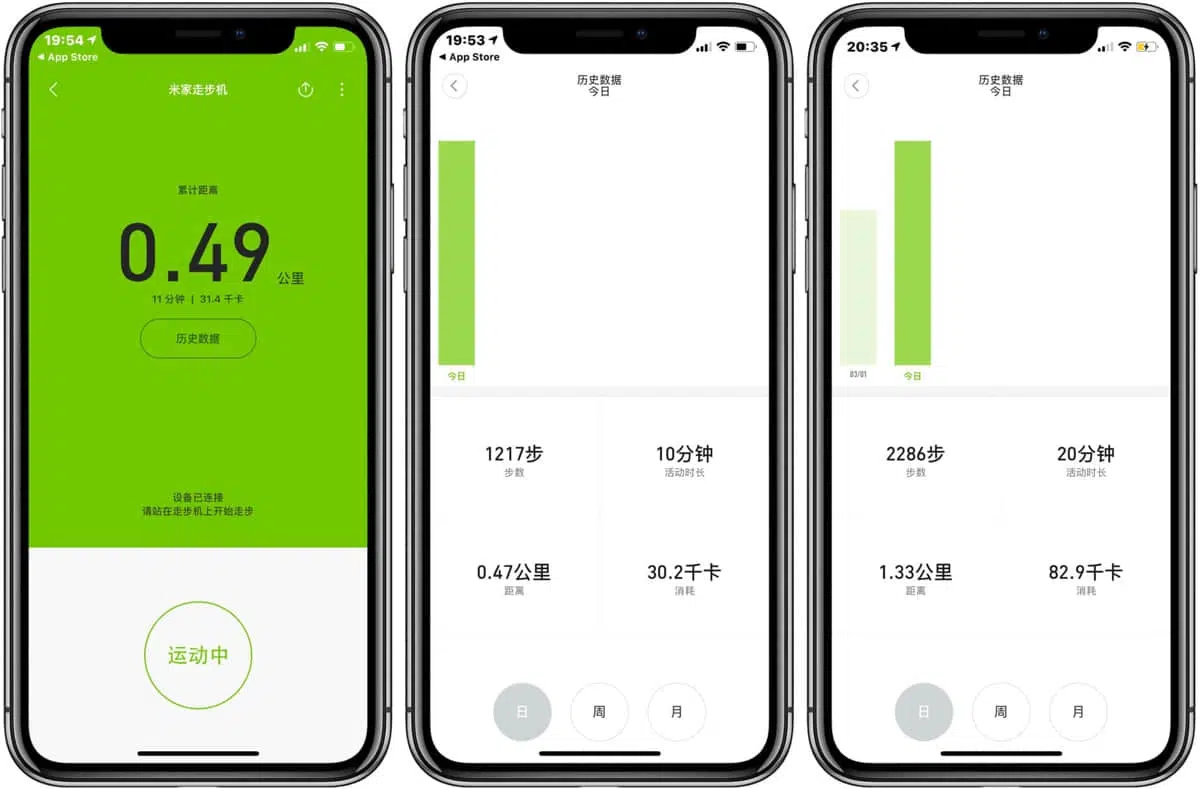 19:54
App Store
米家走步机
累计距离
0.49 公里
11 分钟 | 31.4 千卡
历史数据
设备已连接
请站在走步机上开始走步
运动中
19:53
App Store
历史数据
今日
今日
1217步
步数
10分钟
活动时长
0.47公里
距离
30.2千卡
消耗
日
周
月
20:35
历史数据
今日
03/01
今日
2286步
步数
20分钟
活动时长
1.33公里
距离
82.9千卡
消耗
日
周
月